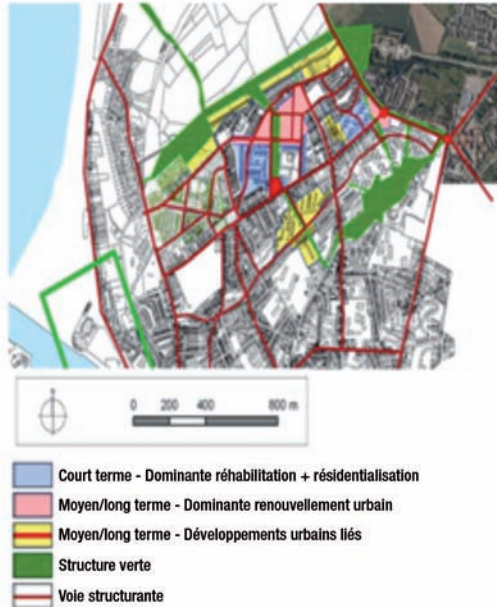 N
0 200 400 800 m
Court terme - Dominante réhabilitation + résidentialisation
Moyen/long terme - Dominante renouvellement urbain
Moyen/long terme - Développements urbains liés
Structure verte
Voie structurante